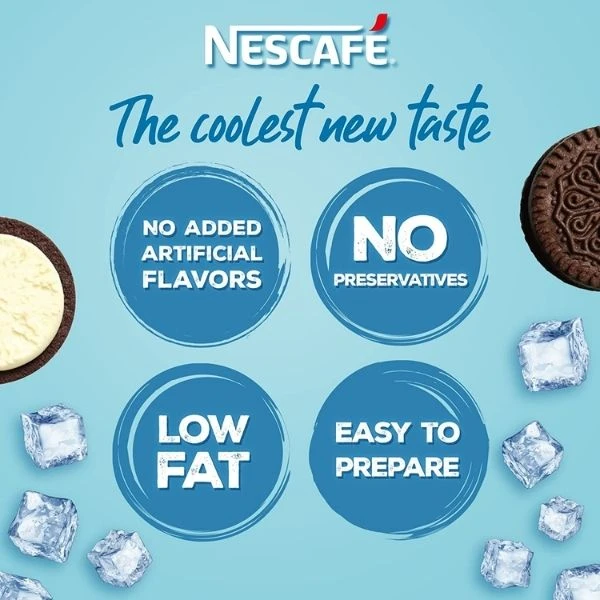 NESCAFÉ®
The coolest new taste
NO ADDED
ARTIFICIAL
FLAVORS
NO
PRESERVATIVES
LOW
FAT
EASY TO
PREPARE